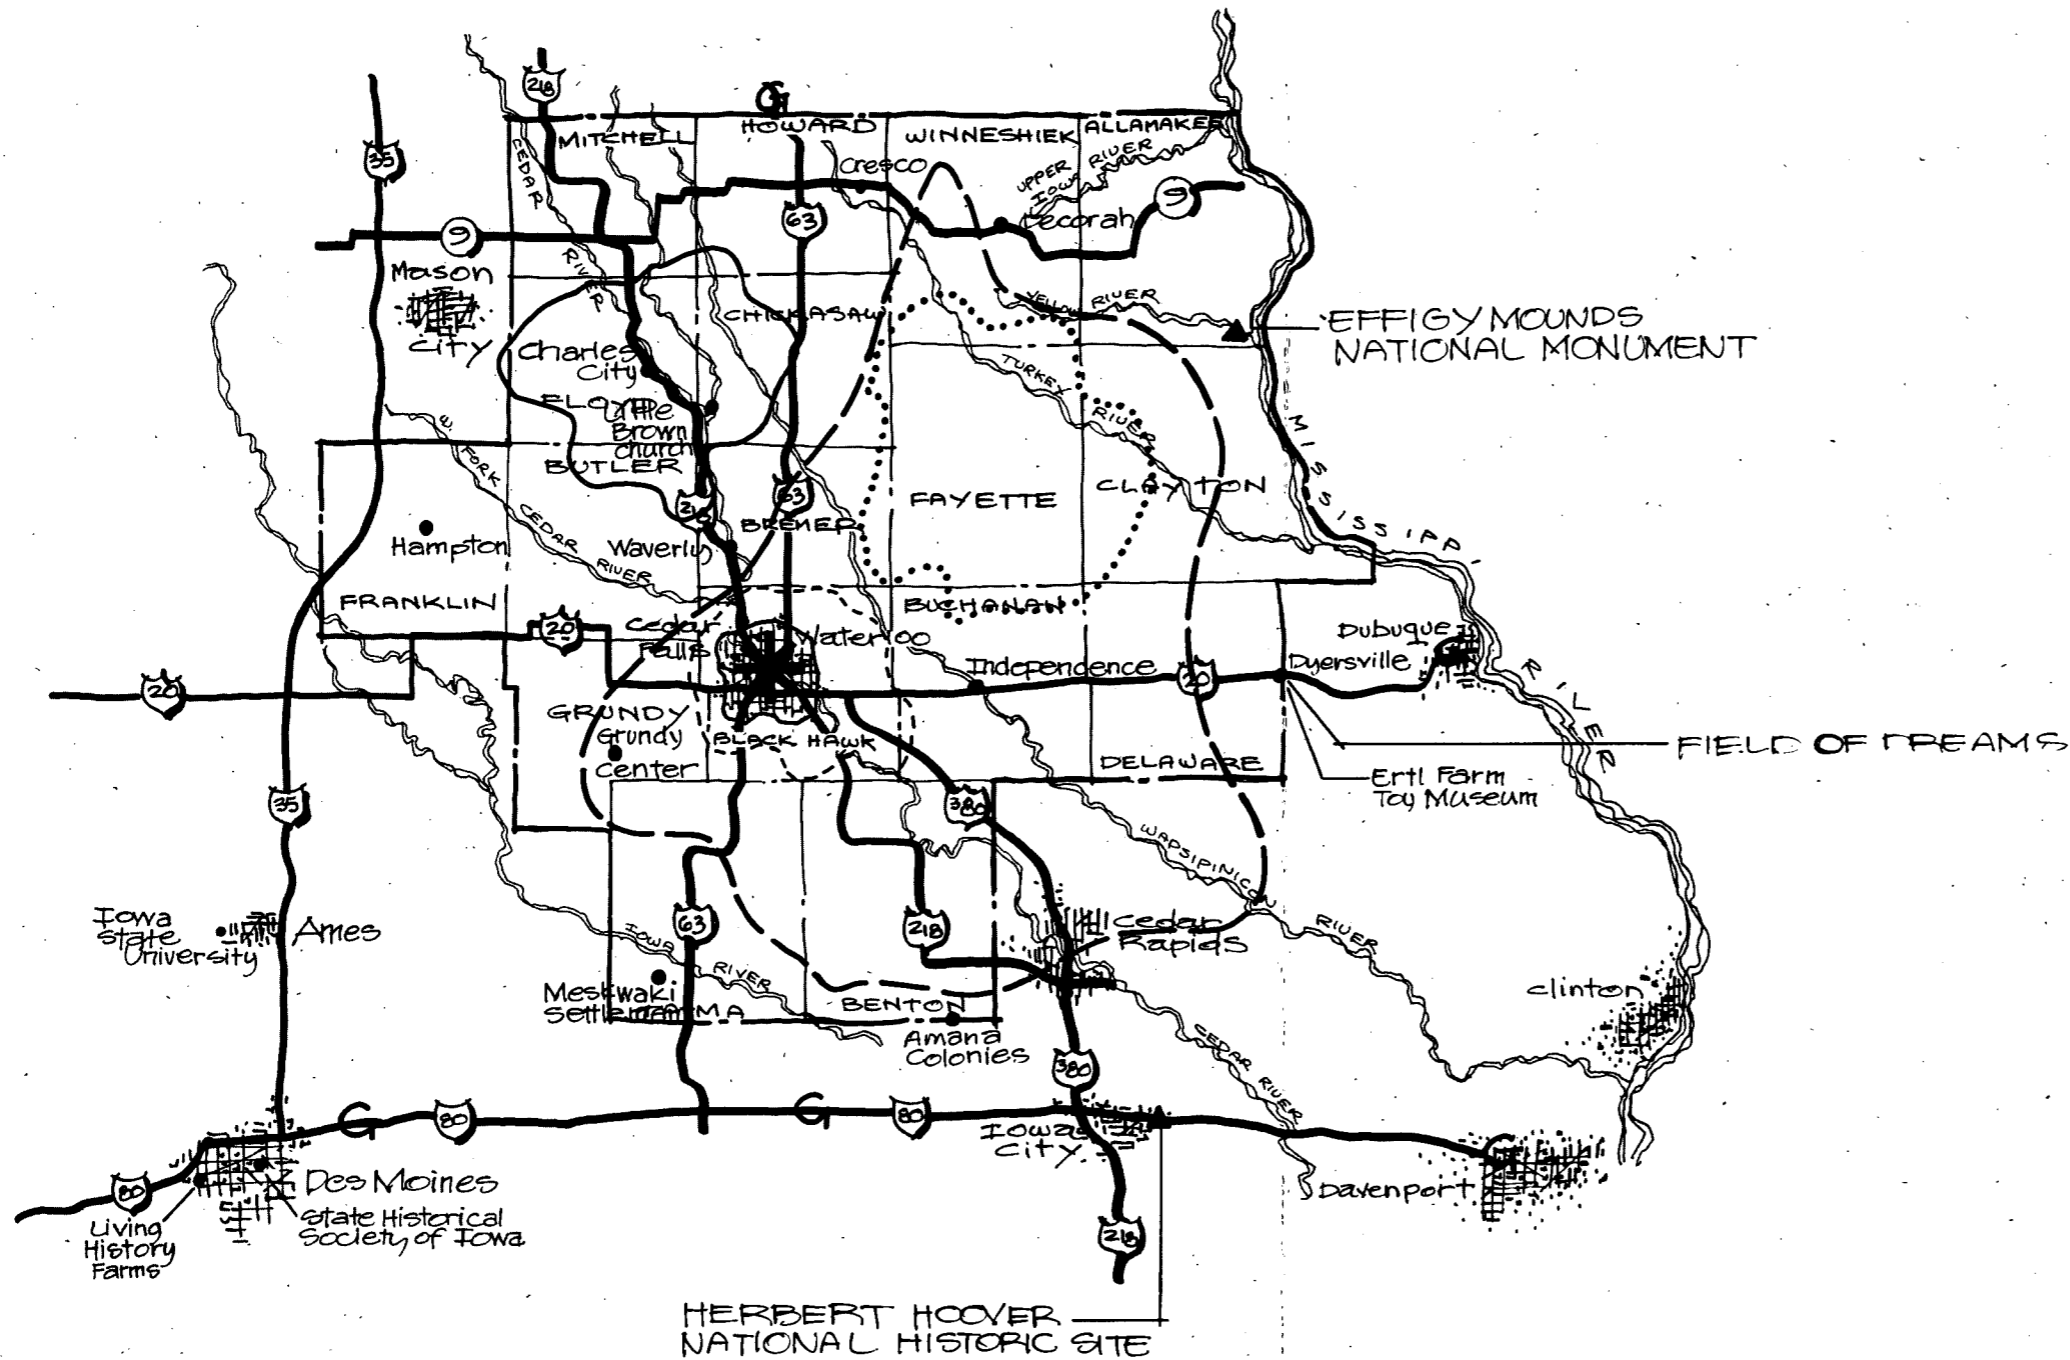 218
MITCHELL
HOWARD
WINNESHIEK
ALLAMAKEE
35
CEDAR
RIVER
Cresco
UPPER
IOWA
RIVER
63
9
Decorah
9
Mason
City
CHICKASAW
YELLOW RIVER
EFFIGY MOUNDS
NATIONAL MONUMENT
Charles
City
TURKEY
RIVER
FLOYD
Little
Brown
church
W.
FORK
CEDAR
RIVER
BUTLER
MISSISSIPPI
RIVER
218
63
FAYETTE
CLAYTON
BREMER
Hampton
Waverly
FRANKLIN
BUCHANAN
20
Cedar
Falls
Waterloo
Dubuque
Independence
Dyersville
20
20
GRUNDY
Grundy
Center
BLACK HAWK
DELAWARE
FIELD OF DREAMS
Ertl Farm
Toy Museum
35
380
WAPSIPINICON
RIVER
Iowa
State
University
Ames
63
218
Cedar
Rapids
IOWA
RIVER
Meskwaki
Settlement
TAMA
BENTON
Clinton
Amana
Colonies
CEDAR RIVER
380
80
80
Iowa
City
80
Des Moines
Davenport
State Historical
Society of Iowa
Living
History
Farms
218
HERBERT HOOVER
NATIONAL HISTORIC SITE